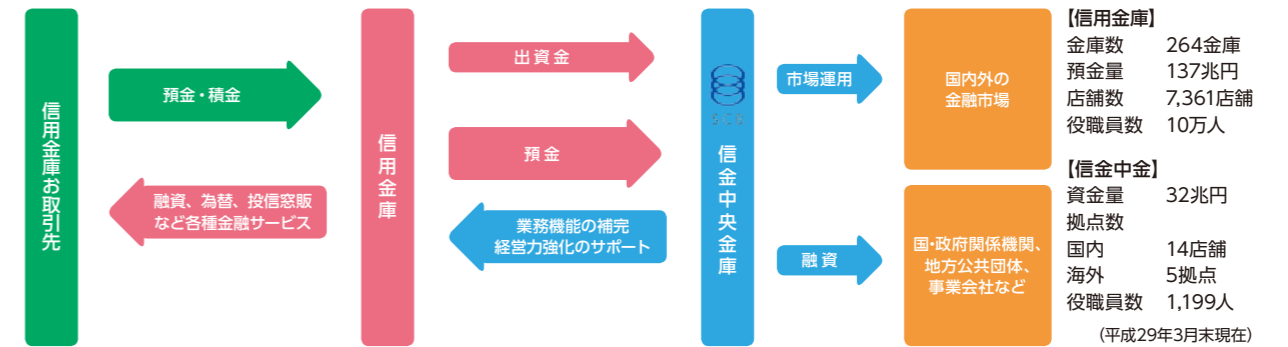 信用金庫お取引先
預金・積金
融資、為替、投信窓販
など各種金融サービス
信用金庫
出資金
預金
業務機能の補完
経営力強化のサポート
SCB
信金中央金庫
市場運用
融資
国内外の
金融市場
国・政府関係機関、
地方公共団体、
事業会社など
【信用金庫】
金庫数 264金庫
預金量 137兆円
店舗数 7,361店舗
役職員数 10万人
【信金中金】
資金量 32兆円
拠点数
国内 14店舗
海外 5拠点
役職員数 1,199人
(平成29年3月末現在)